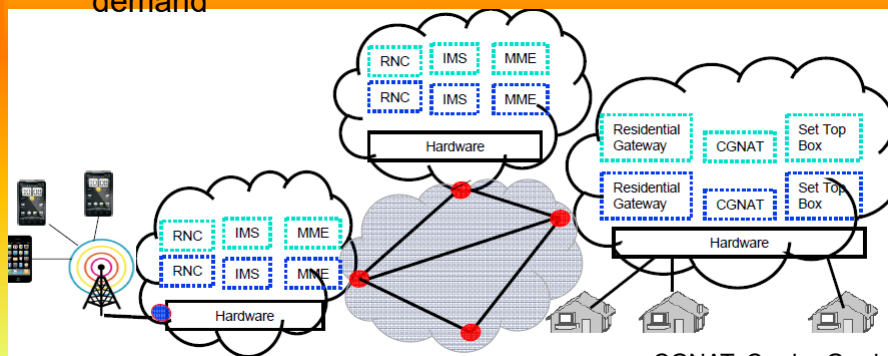 demand
RNC IMS MME
RNC IMS MME
Hardware
Residential Gateway CGNAT Set Top Box
Residential Gateway CGNAT Set Top Box
Hardware
RNC IMS MME
RNC IMS MME
Hardware